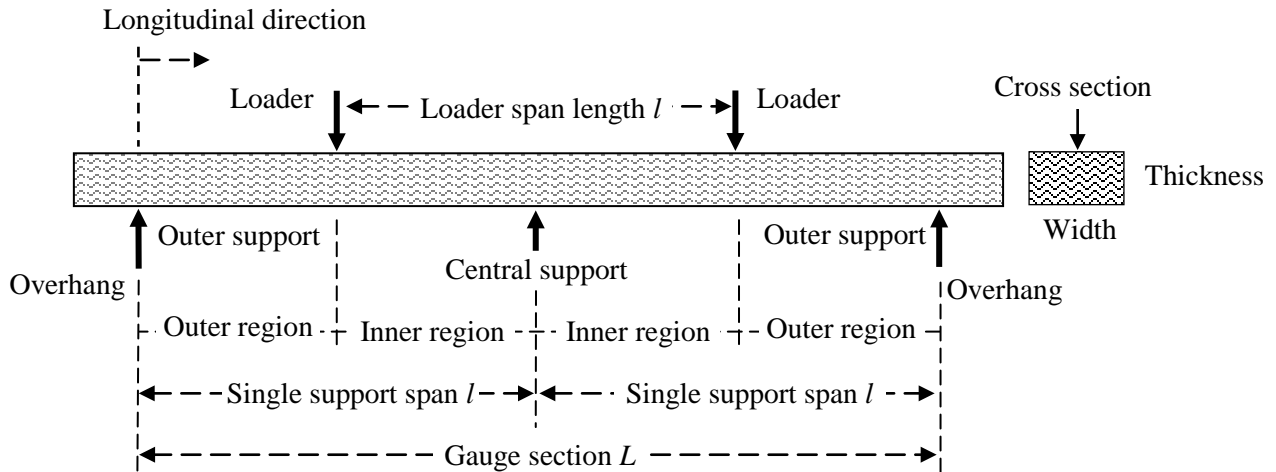 Longitudinal direction
Loader
Loader span length l
Loader
Cross section
Thickness
Outer support
Outer support
Width
Central support
Overhang
Overhang
Outer region
Inner region
Inner region
Outer region
Single support span l
Single support span l
Gauge section L